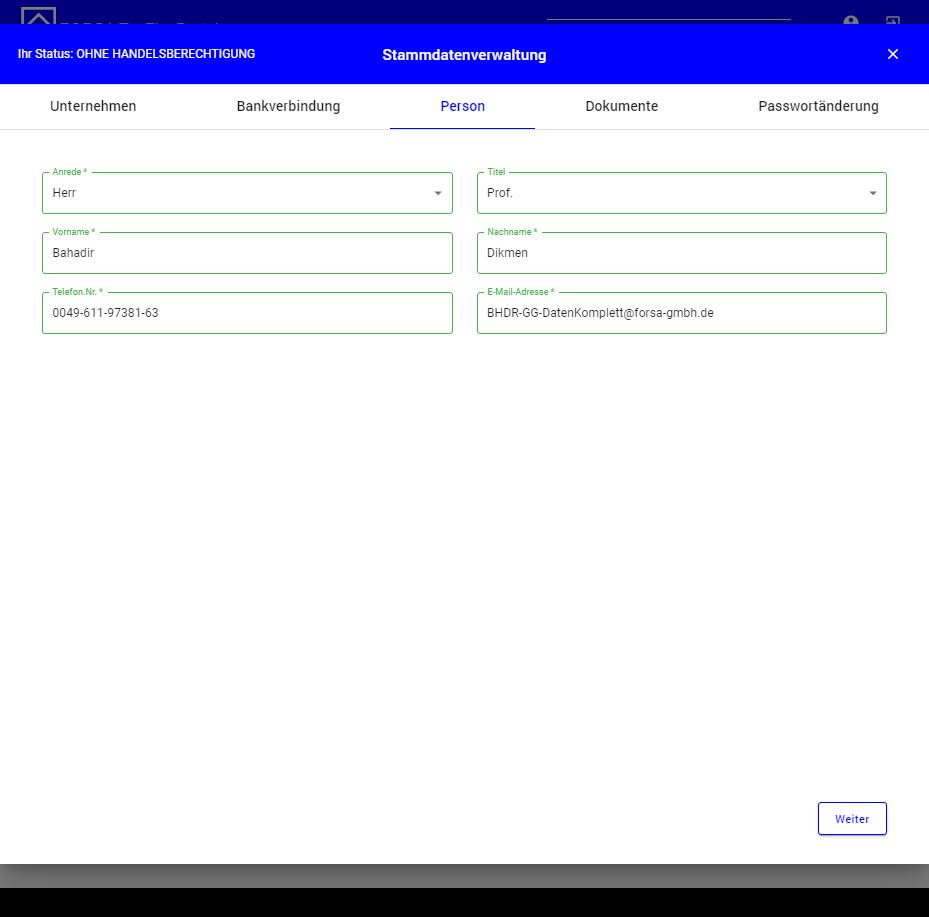 Ihr Status: OHNE HANDELSBERECHTIGUNG
Stammdatenverwaltung
Unternehmen Bankverbindung Person Dokumente Passwortänderung
Anrede * Titel
Herr Prof.
Vorname * Nachname *
Bahadir Dikmen
Telefon.Nr. * E-Mail-Adresse *
0049-611-97381-63 BHDR-GG-DatenKomplett@forsa-gmbh.de
Weiter